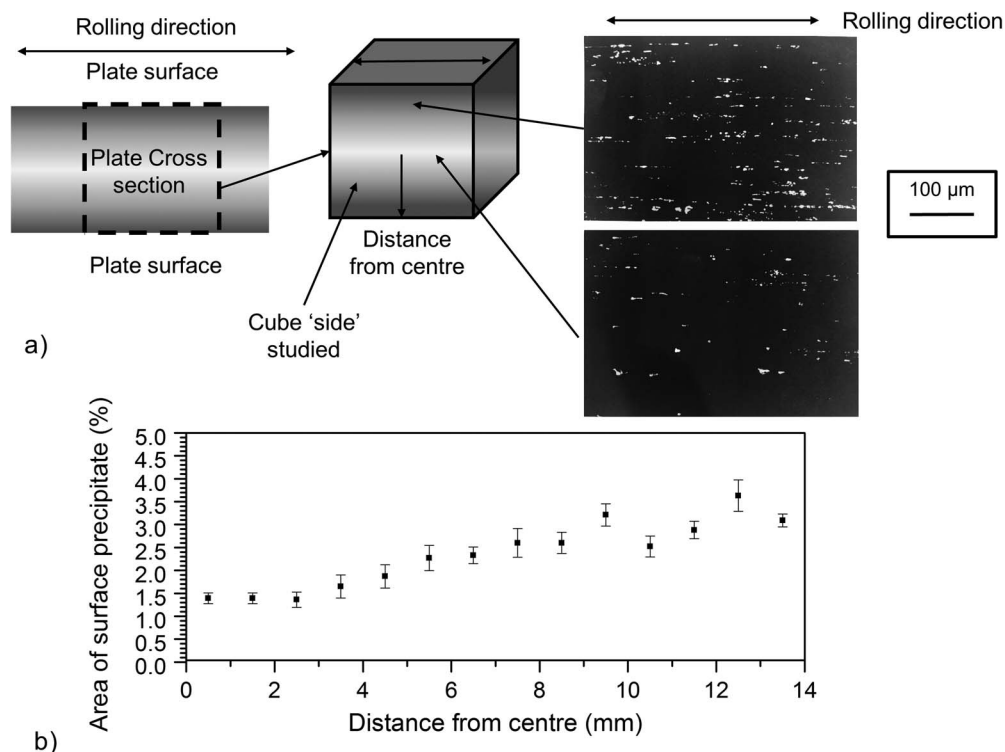 Rolling direction
Plate surface
Plate Cross
section
Plate surface
Distance
from centre
Cube ‘side’
studied
Rolling
direction
100 µm
a)
Area of surface precipitate (%)
5.0
4.5
4.0
3.5
3.0
2.5
2.0
1.5
1.0
0.5
0.0
0
2
4
6
8
10
12
14
Distance from centre (mm)
b)